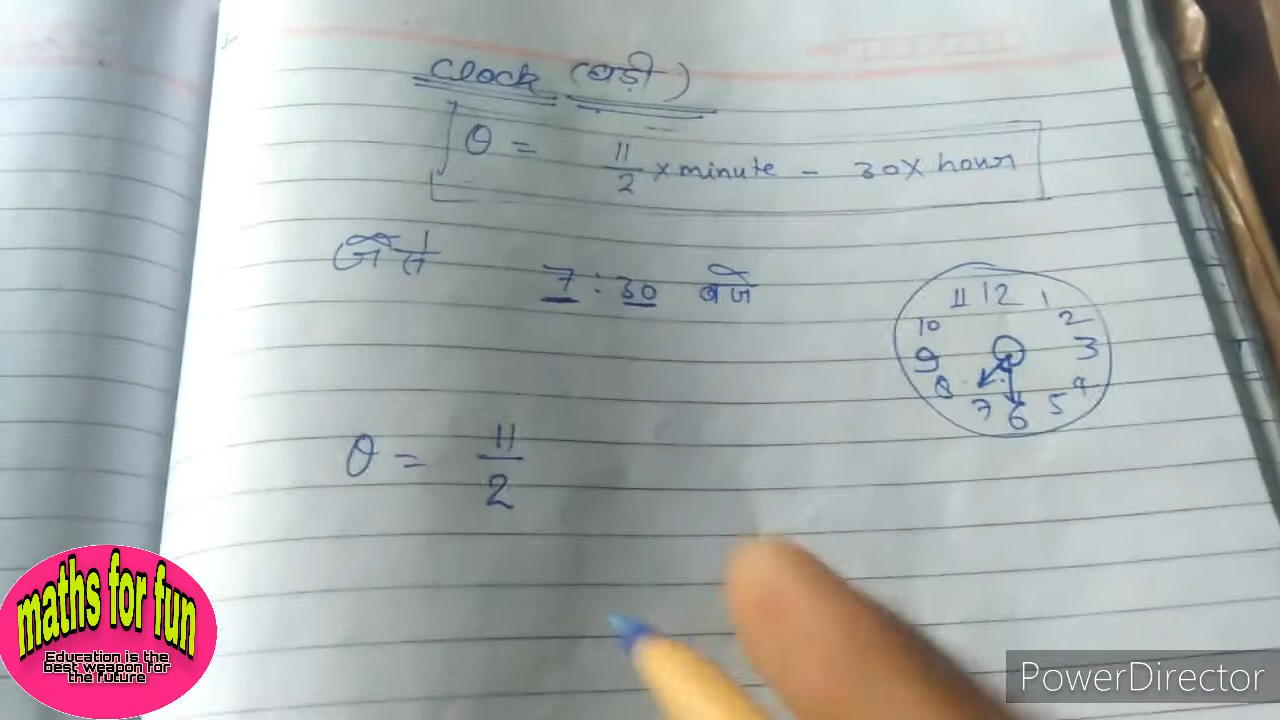 Clock (घड़ी)
θ = 11/2 × minute - 30 × hour
जैसे
7 : 30 बजे
11 12 1
10 2
9 3
8 4
7 6 5
θ = 11/2
maths for fun
Education is the
best weapon for
the future
PowerDirector